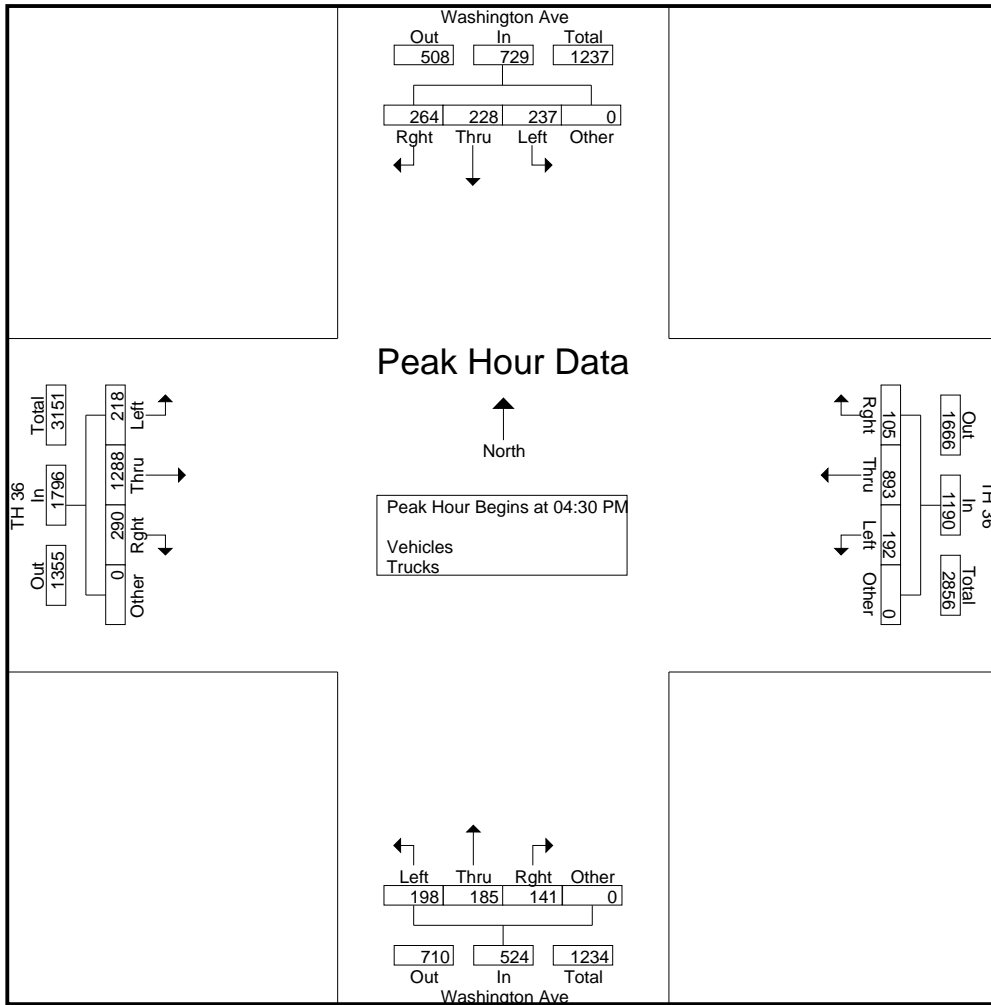 Washington Ave
Out In Total
508 729 1237
264 228 237 0
Rght Thru Left Other
Peak Hour Data
North
Peak Hour Begins at 04:30 PM
Vehicles
Trucks
TH 36
Out In Total
1355 1796 3151
218 1288 290 0
Left Thru Rght Other
TH 36
Out In Total
1666 1190 2856
105 893 192 0
Rght Thru Left Other
Left Thru Rght Other
198 185 141 0
710 524 1234
Out In Total
Washington Ave